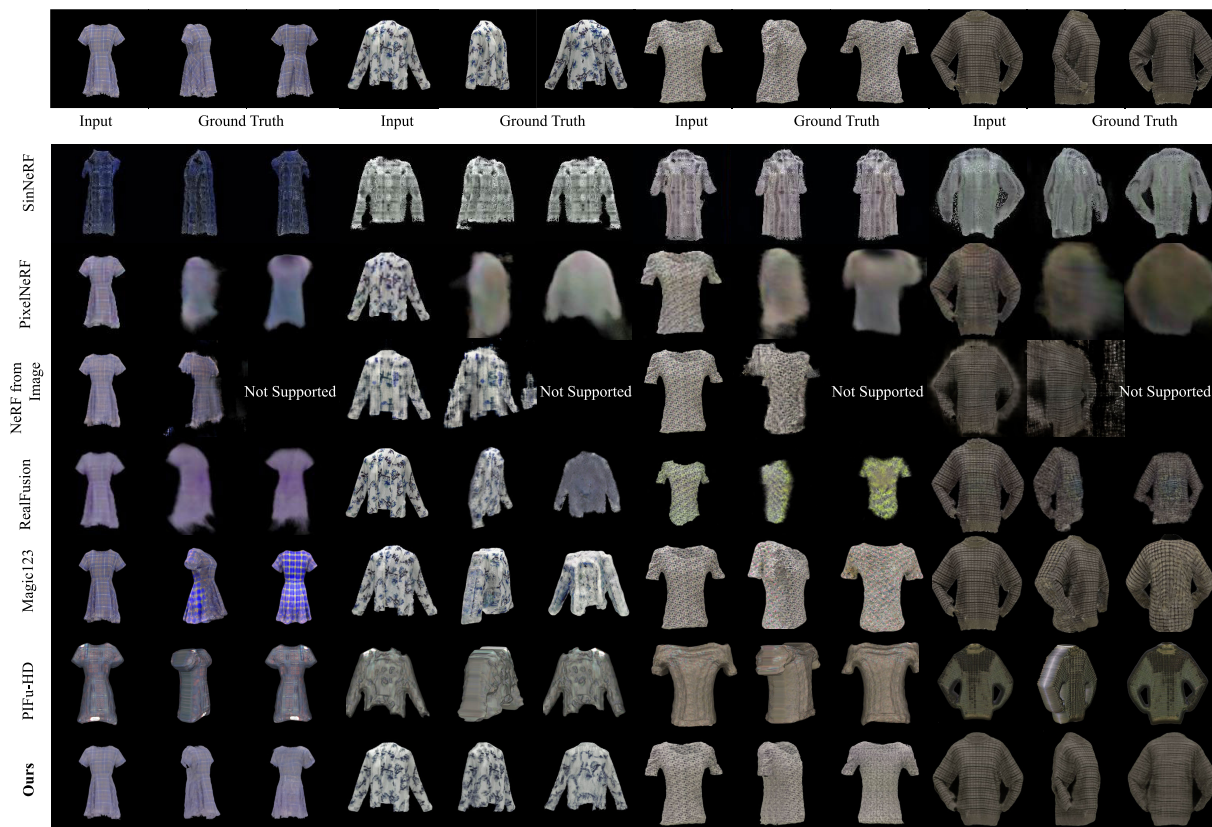 Input Ground Truth Input Ground Truth Input Ground Truth Input Ground Truth
SinNeRF
PixelNeRF
NeRF from
Image
Not Supported Not Supported Not Supported Not Supported
RealFusion
Magic123
PIFu-HD
Ours